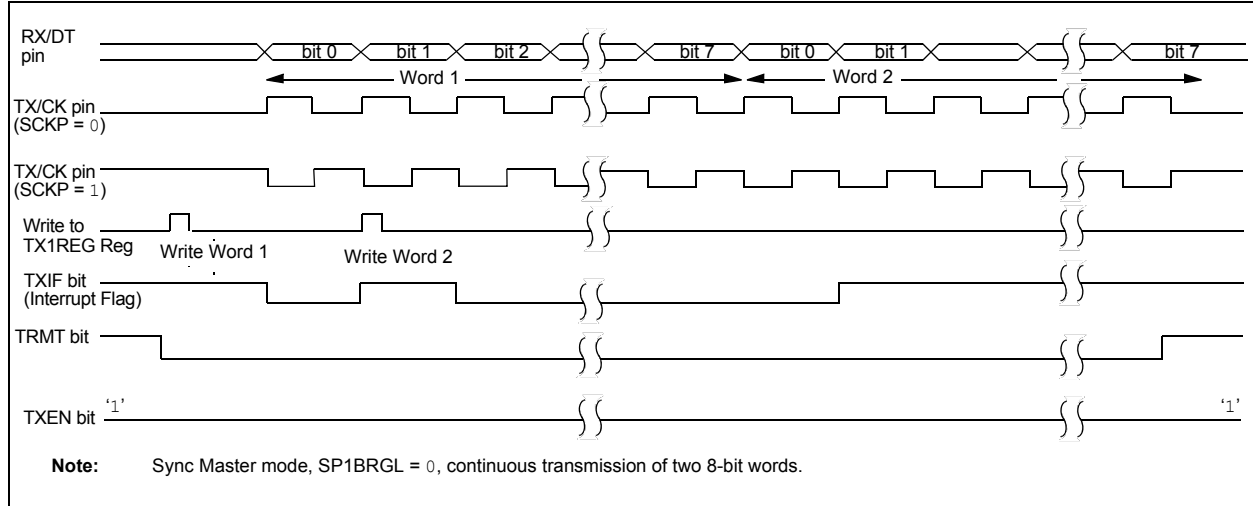 RX/DT
pin
bit 0 bit 1 bit 2 bit 7 bit 0 bit 1 bit 7
Word 1 Word 2
TX/CK pin
(SCKP = 0)
TX/CK pin
(SCKP = 1)
Write to
TX1REG Reg
Write Word 1 Write Word 2
TXIF bit
(Interrupt Flag)
TRMT bit
TXEN bit ‘1’ ‘1’
Note: Sync Master mode, SP1BRGL = 0, continuous transmission of two 8-bit words.